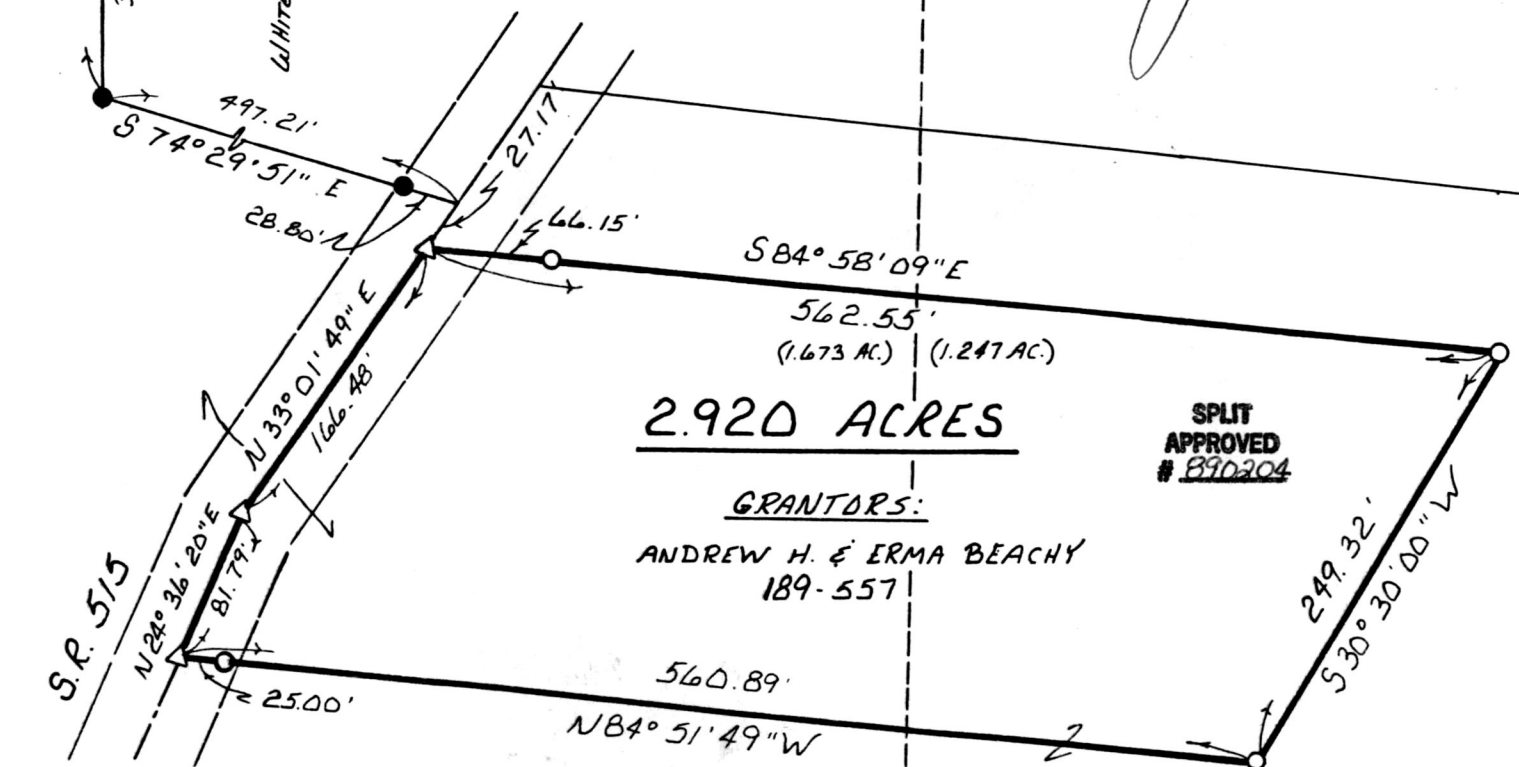 WHITE
497.21'
S 74° 29' 51" E
28.80'
27.17'
66.15'
S 84° 58' 09" E
562.55'
(1.673 AC.) (1.247 AC.)
2.920 ACRES
SPLIT
APPROVED
# 890204
GRANTORS:
ANDREW H. & ERMA BEACHY
189-557
N 33° 01' 49" E
166.48'
N 24° 36' 20" E
81.79'
S.R. 515
25.00'
560.89'
N 84° 51' 49" W
249.32'
S 30° 30' 00" W